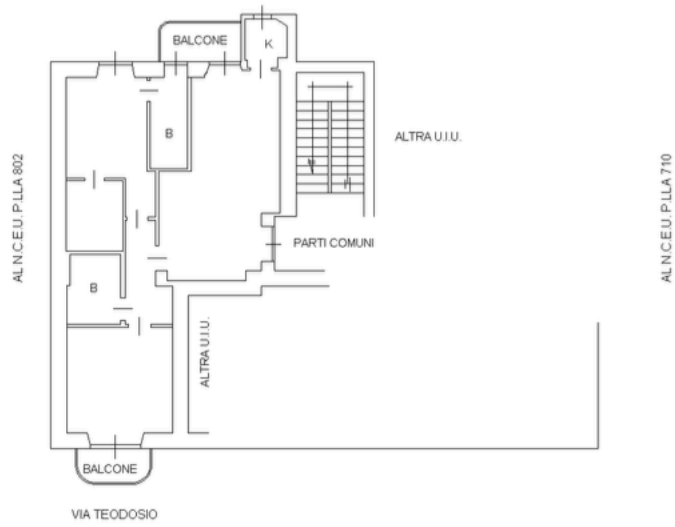 BALCONE
K
B
ALTRA U.I.U.
AL N.C.E.U. P.LLA 802
AL N.C.E.U. P.LLA 710
PARTI COMUNI
B
ALTRA U.I.U.
BALCONE
VIA TEODOSIO